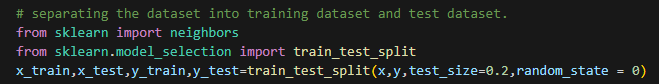 # separating the dataset into training dataset and test dataset.
from sklearn import neighbors
from sklearn.model_selection import train_test_split
x_train,x_test,y_train,y_test=train_test_split(x,y,test_size=0.2,random_state = 0)